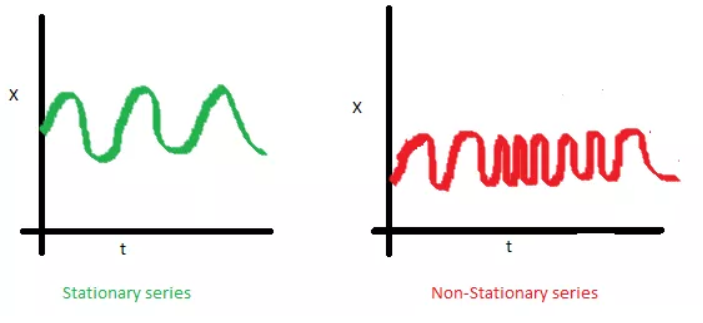 X
t
Stationary series
X
t
Non-Stationary series